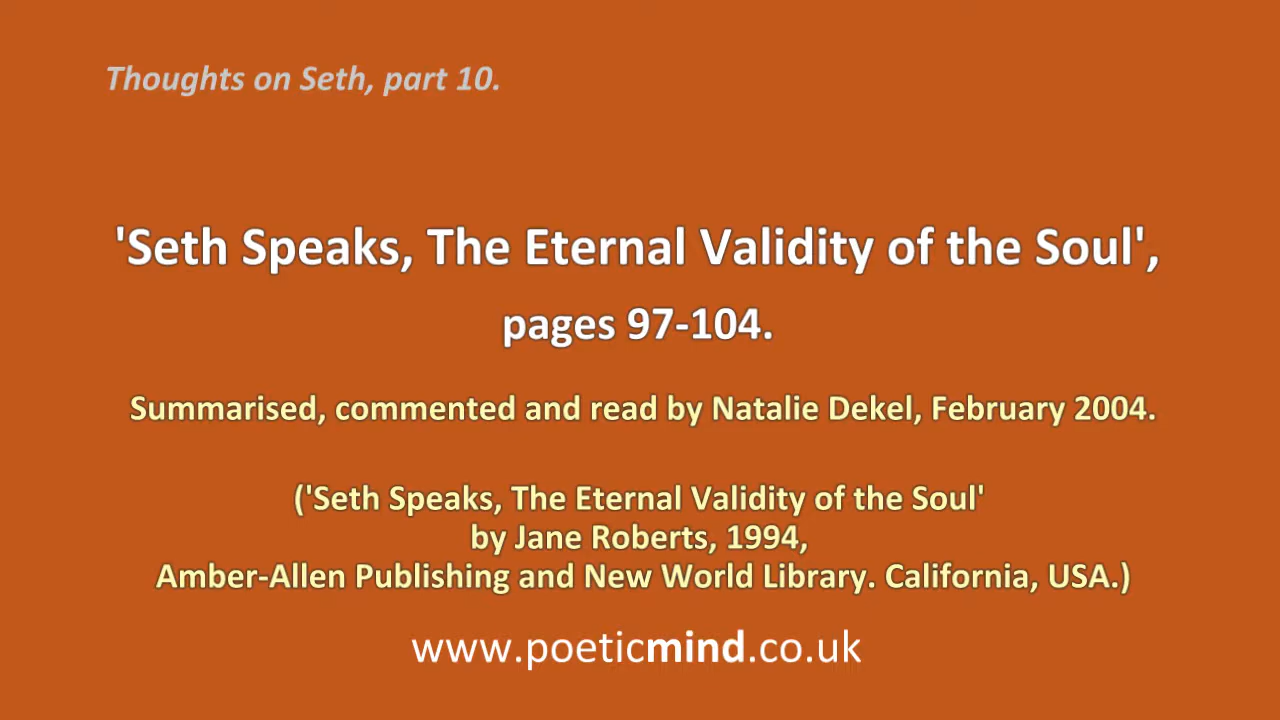 Thoughts on Seth, part 10.
'Seth Speaks, The Eternal Validity of the Soul',
pages 97-104.
Summarised, commented and read by Natalie Dekel, February 2004.
('Seth Speaks, The Eternal Validity of the Soul'
by Jane Roberts, 1994,
Amber-Allen Publishing and New World Library. California, USA.)
www.poeticmind.co.uk